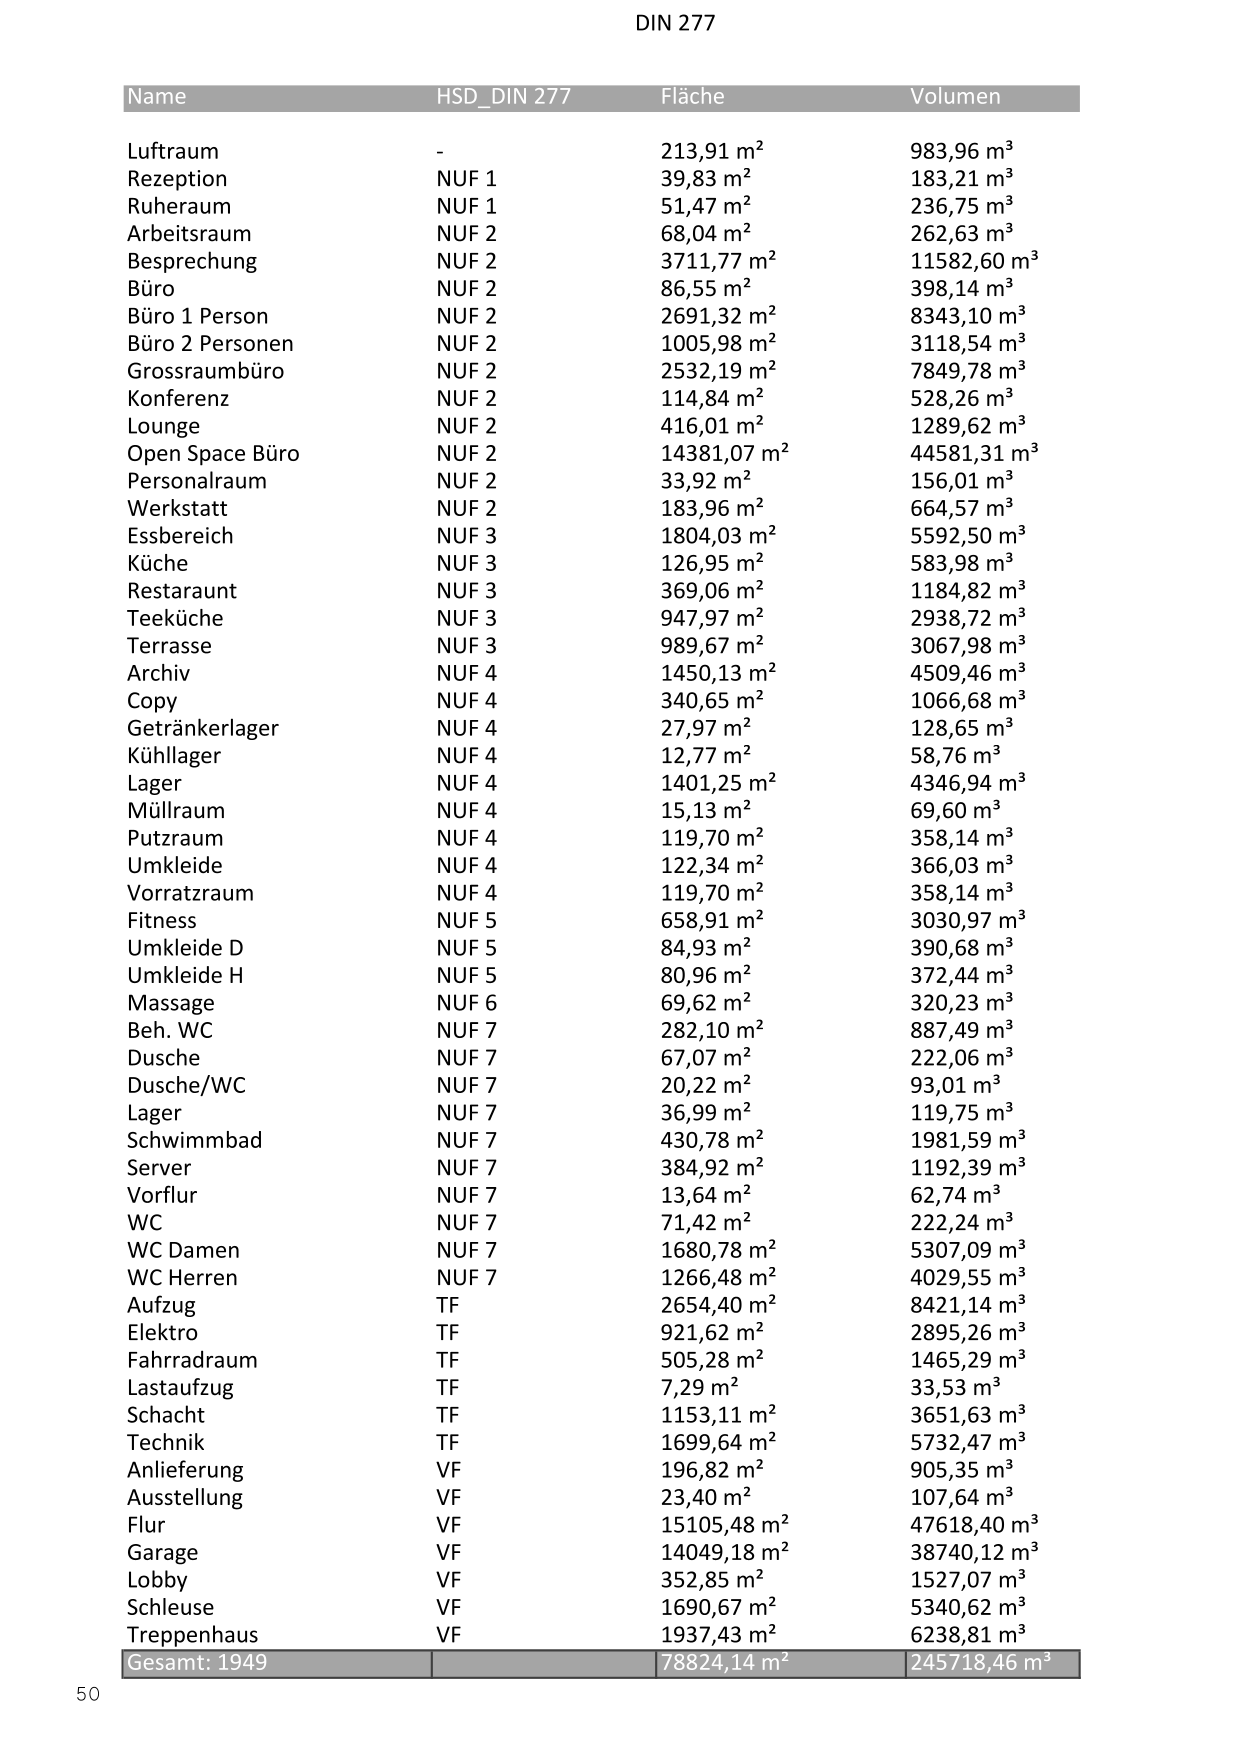 DIN 277
Name HSD_DIN 277 Fläche Volumen
Luftraum - 213,91 m² 983,96 m³
Rezeption NUF 1 39,83 m² 183,21 m³
Ruheraum NUF 1 51,47 m² 236,75 m³
Arbeitsraum NUF 2 68,04 m² 262,63 m³
Besprechung NUF 2 3711,77 m² 11582,60 m³
Büro NUF 2 86,55 m² 398,14 m³
Büro 1 Person NUF 2 2691,32 m² 8343,10 m³
Büro 2 Personen NUF 2 1005,98 m² 3118,54 m³
Grossraumbüro NUF 2 2532,19 m² 7849,78 m³
Konferenz NUF 2 114,84 m² 528,26 m³
Lounge NUF 2 416,01 m² 1289,62 m³
Open Space Büro NUF 2 14381,07 m² 44581,31 m³
Personalraum NUF 2 33,92 m² 156,01 m³
Werkstatt NUF 2 183,96 m² 664,57 m³
Essbereich NUF 3 1804,03 m² 5592,50 m³
Küche NUF 3 126,95 m² 583,98 m³
Restaraunt NUF 3 369,06 m² 1184,82 m³
Teeküche NUF 3 947,97 m² 2938,72 m³
Terrasse NUF 3 989,67 m² 3067,98 m³
Archiv NUF 4 1450,13 m² 4509,46 m³
Copy NUF 4 340,65 m² 1066,68 m³
Getränkerlager NUF 4 27,97 m² 128,65 m³
Kühllager NUF 4 12,77 m² 58,76 m³
Lager NUF 4 1401,25 m² 4346,94 m³
Müllraum NUF 4 15,13 m² 69,60 m³
Putzraum NUF 4 119,70 m² 358,14 m³
Umkleide NUF 4 122,34 m² 366,03 m³
Vorratzraum NUF 4 119,70 m² 358,14 m³
Fitness NUF 5 658,91 m² 3030,97 m³
Umkleide D NUF 5 84,93 m² 390,68 m³
Umkleide H NUF 5 80,96 m² 372,44 m³
Massage NUF 6 69,62 m² 320,23 m³
Beh. WC NUF 7 282,10 m² 887,49 m³
Dusche NUF 7 67,07 m² 222,06 m³
Dusche/WC NUF 7 20,22 m² 93,01 m³
Lager NUF 7 36,99 m² 119,75 m³
Schwimmbad NUF 7 430,78 m² 1981,59 m³
Server NUF 7 384,92 m² 1192,39 m³
Vorflur NUF 7 13,64 m² 62,74 m³
WC NUF 7 71,42 m² 222,24 m³
WC Damen NUF 7 1680,78 m² 5307,09 m³
WC Herren NUF 7 1266,48 m² 4029,55 m³
Aufzug TF 2654,40 m² 8421,14 m³
Elektro TF 921,62 m² 2895,26 m³
Fahrradraum TF 505,28 m² 1465,29 m³
Lastaufzug TF 7,29 m² 33,53 m³
Schacht TF 1153,11 m² 3651,63 m³
Technik TF 1699,64 m² 5732,47 m³
Anlieferung VF 196,82 m² 905,35 m³
Ausstellung VF 23,40 m² 107,64 m³
Flur VF 15105,48 m² 47618,40 m³
Garage VF 14049,18 m² 38740,12 m³
Lobby VF 352,85 m² 1527,07 m³
Schleuse VF 1690,67 m² 5340,62 m³
Treppenhaus VF 1937,43 m² 6238,81 m³
Gesamt: 1949 78824,14 m² 245718,46 m³
50